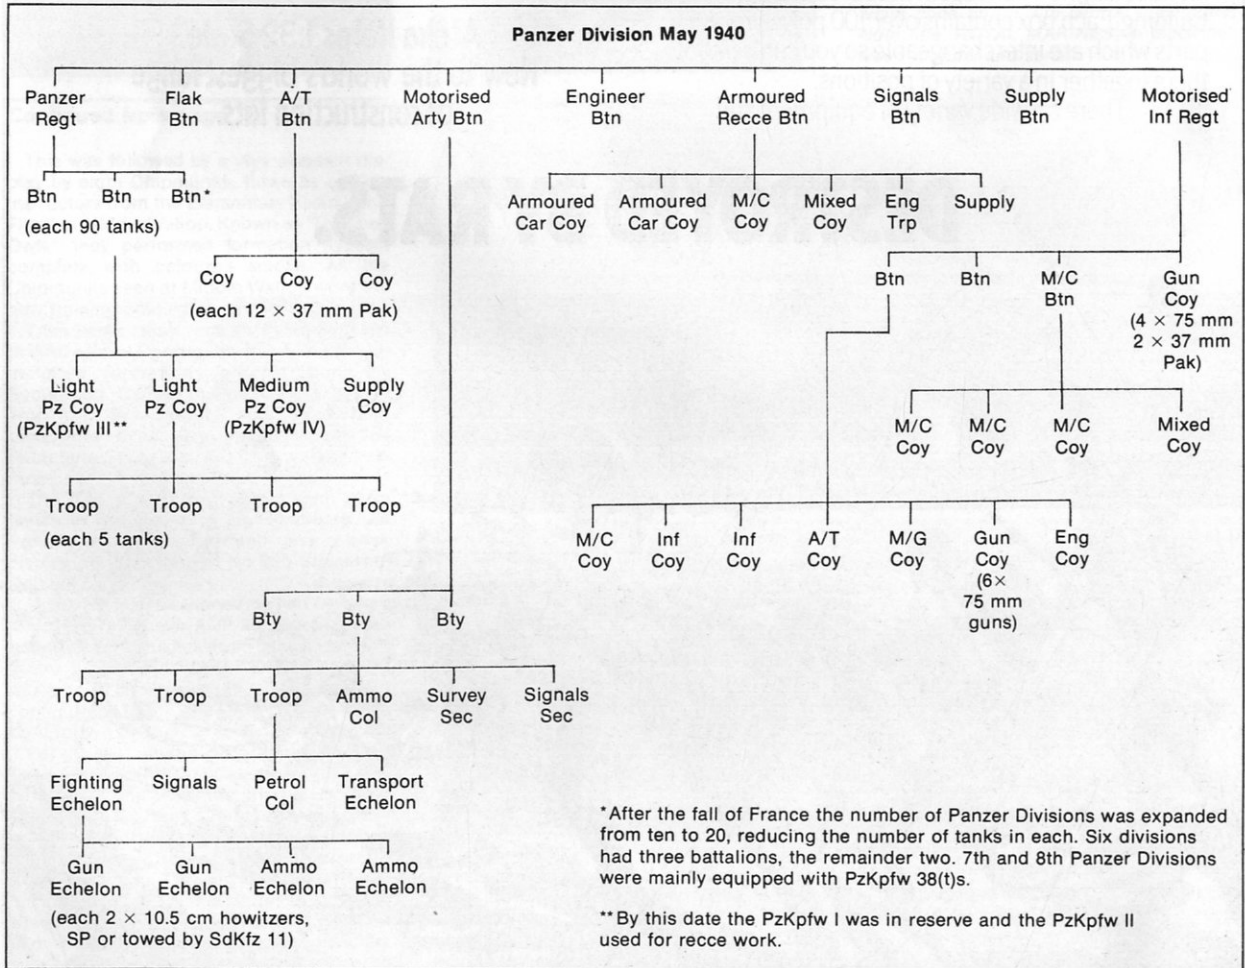 Panzer Division May 1940
Panzer
Regt
Flak
Btn
A/T
Btn
Motorised
Arty Btn
Engineer
Btn
Armoured
Recce Btn
Signals
Btn
Supply
Btn
Motorised
Inf Regt
Btn
Btn
Btn*
(each 90 tanks)
Coy
Coy
Coy
(each 12 × 37 mm Pak)
Armoured
Car Coy
Armoured
Car Coy
M/C
Coy
Mixed
Coy
Eng
Trp
Supply
Btn
Btn
M/C
Btn
Gun
Coy
(4 × 75 mm
2 × 37 mm
Pak)
Light
Pz Coy
(PzKpfw III**
Light
Pz Coy
Medium
Pz Coy
(PzKpfw IV)
Supply
Coy
M/C
Coy
M/C
Coy
M/C
Coy
Mixed
Coy
Troop
Troop
Troop
Troop
(each 5 tanks)
M/C
Coy
Inf
Coy
Inf
Coy
A/T
Coy
M/G
Coy
Gun
Coy
(6×
75 mm
guns)
Eng
Coy
Bty
Bty
Bty
Troop
Troop
Troop
Ammo
Col
Survey
Sec
Signals
Sec
Fighting
Echelon
Signals
Petrol
Col
Transport
Echelon
Gun
Echelon
Gun
Echelon
Ammo
Echelon
Ammo
Echelon
(each 2 × 10.5 cm howitzers,
SP or towed by SdKfz 11)
*After the fall of France the number of Panzer Divisions was expanded
from ten to 20, reducing the number of tanks in each. Six divisions
had three battalions, the remainder two. 7th and 8th Panzer Divisions
were mainly equipped with PzKpfw 38(t)s.
**By this date the PzKpfw I was in reserve and the PzKpfw II
used for recce work.